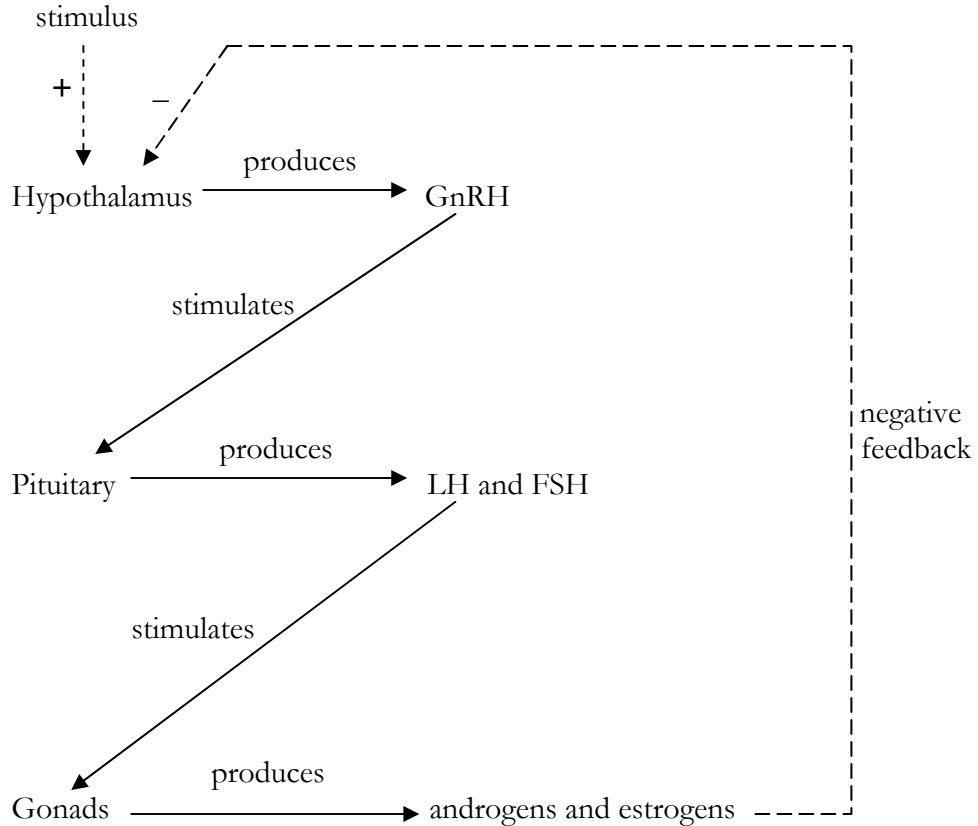 stimulus
+
–
produces
Hypothalamus
GnRH
stimulates
negative
feedback
produces
Pituitary
LH and FSH
stimulates
produces
Gonads
androgens and estrogens